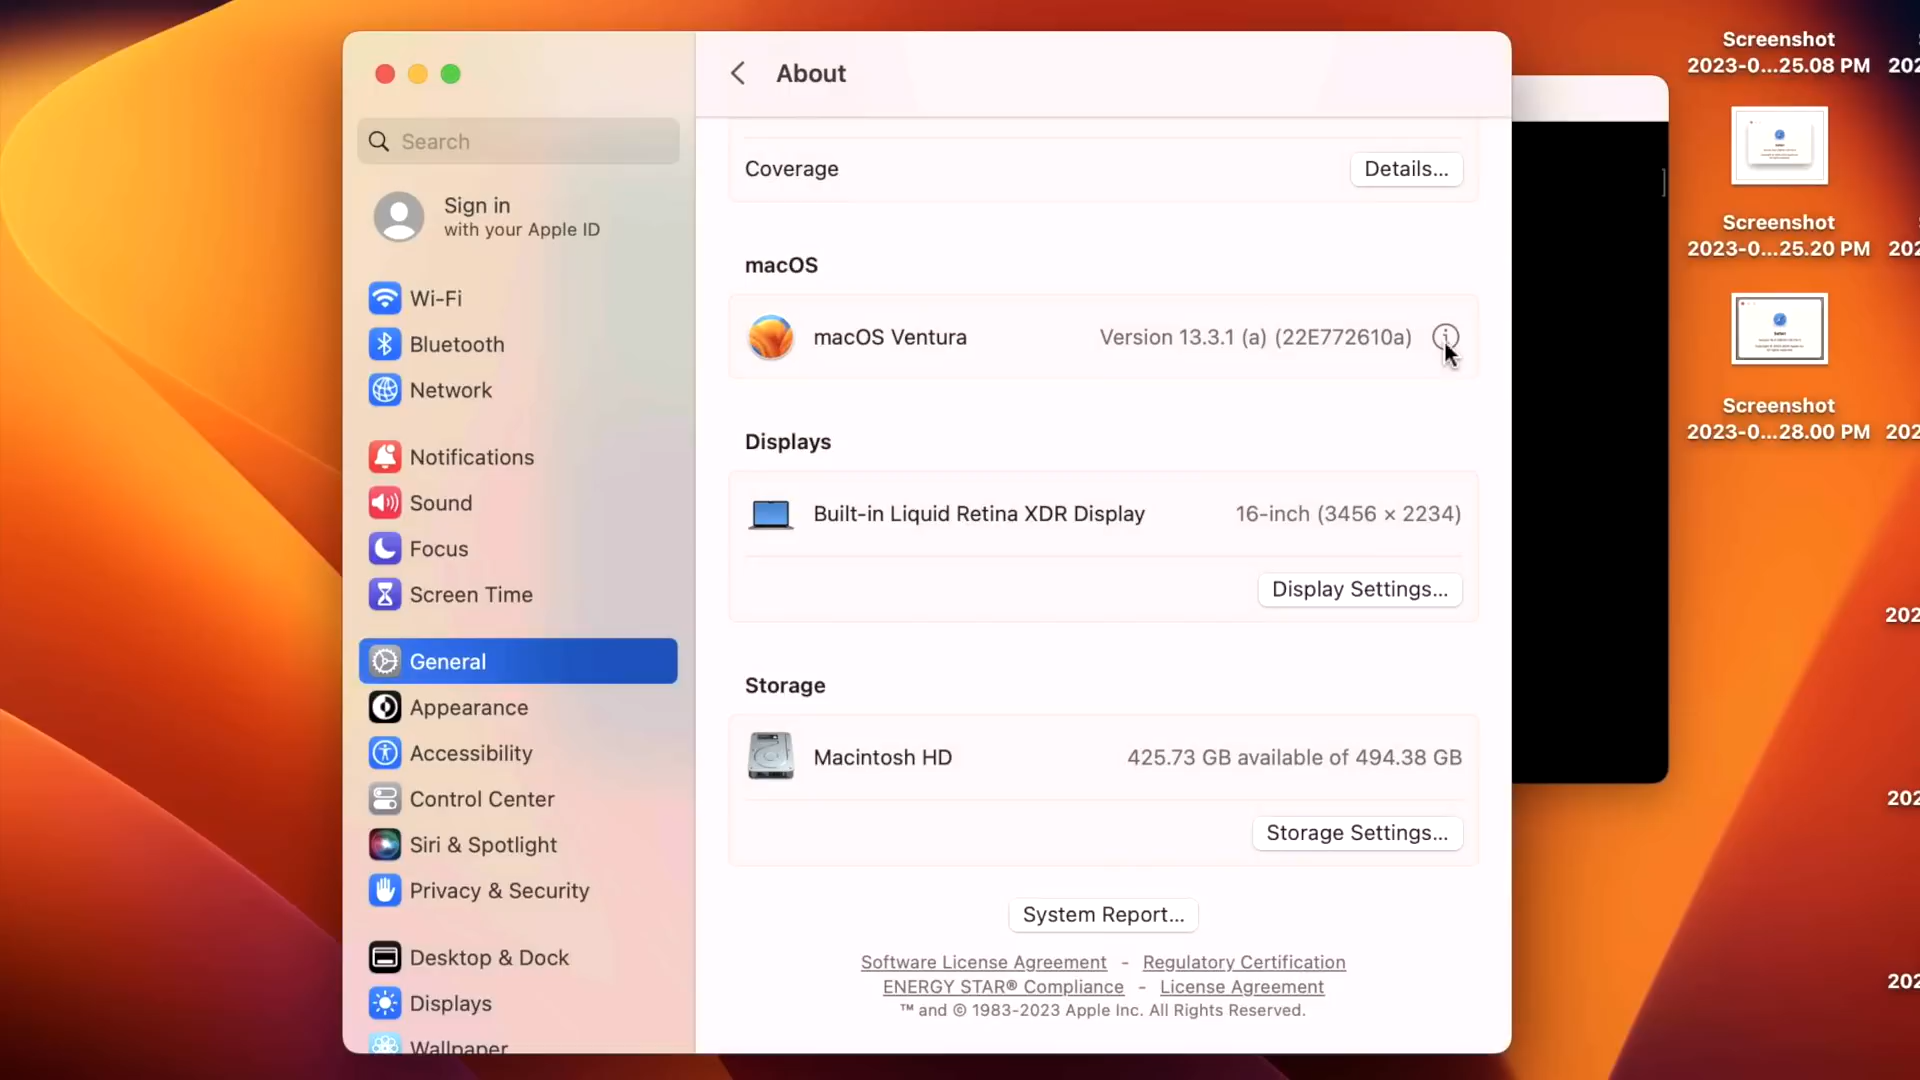 About
Search
Sign in
with your Apple ID
Wi-Fi
Bluetooth
Network
Notifications
Sound
Focus
Screen Time
General
Appearance
Accessibility
Control Center
Siri & Spotlight
Privacy & Security
Desktop & Dock
Displays
Wallpaper
Coverage
Details...
macOS
macOS Ventura
Version 13.3.1 (a) (22E772610a)
Displays
Built-in Liquid Retina XDR Display
16-inch (3456 × 2234)
Display Settings...
Storage
Macintosh HD
425.73 GB available of 494.38 GB
Storage Settings...
System Report...
Software License Agreement - Regulatory Certification
ENERGY STAR® Compliance - License Agreement
™ and © 1983-2023 Apple Inc. All Rights Reserved.
Screenshot
2023-0...25.08 PM
Screenshot
2023-0...25.20 PM
Screenshot
2023-0...28.00 PM